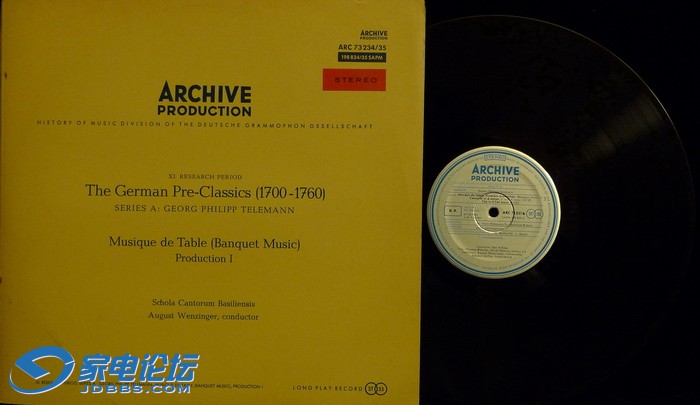 ARCHIVE
PRODUCTION
ARC 73234/35
198 834/35 SAPM
STEREO
ARCHIVE
PRODUCTION
HISTORY OF MUSIC DIVISION OF THE DEUTSCHE GRAMMOPHON GESELLSCHAFT
XI. RESEARCH PERIOD
The German Pre-Classics (1700-1760)
SERIES A: GEORG PHILIPP TELEMANN
Musique de Table (Banquet Music)
Production I
Schola Cantorum Basiliensis
August Wenzinger, conductor
BANQUET MUSIC, PRODUCTION I
LONG PLAY RECORD 33
家电论坛
JDBBS.COM
STEREO
ARCHIVE
PRODUCTION